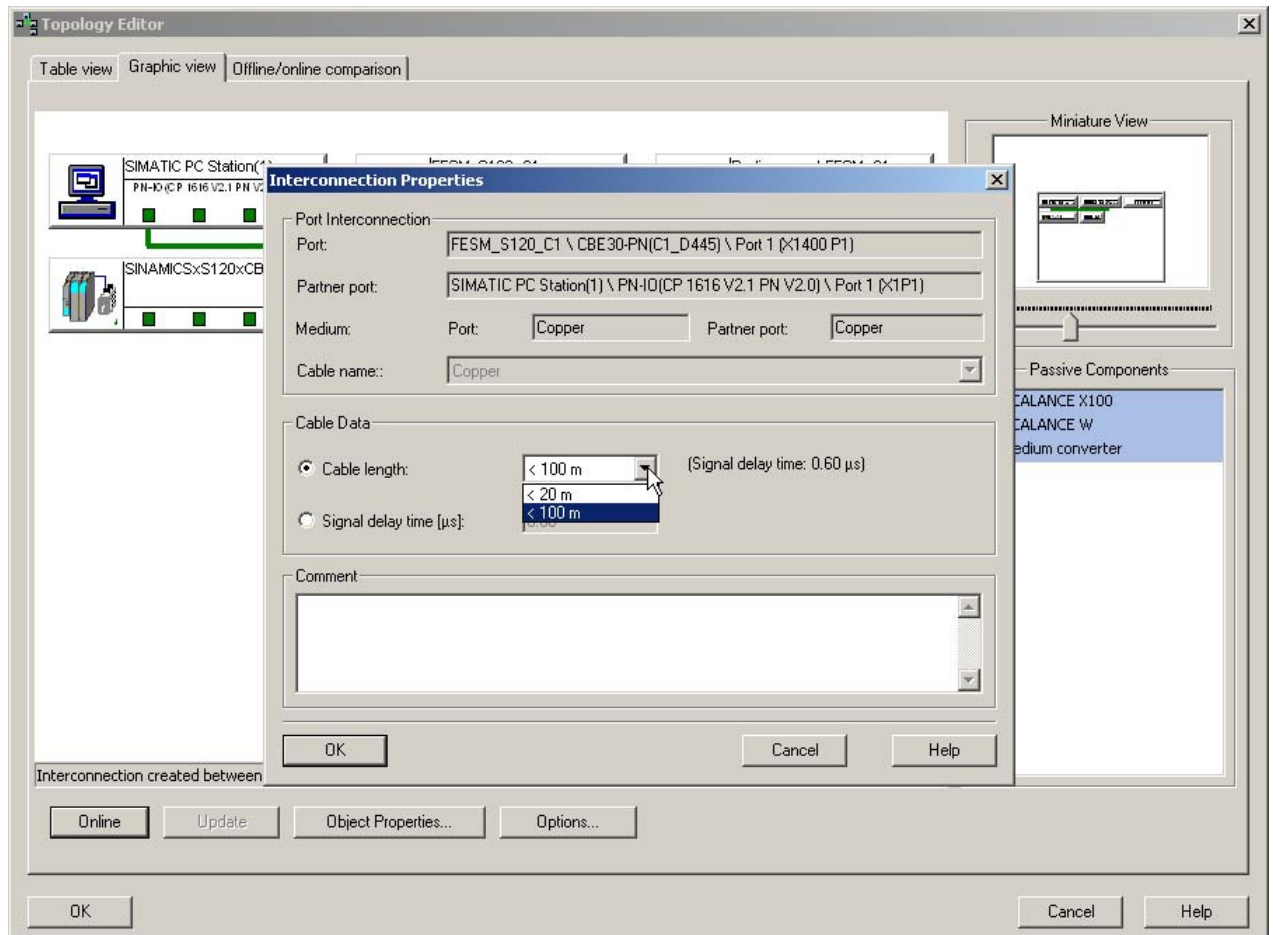 Topology Editor
Table view Graphic view Offline/online comparison
Miniature View
SIMATIC PC Station(1)
PN-IO(CP 1616 V2.1 PN V2
SINAMICSxS120xCB
Interconnection Properties
Port Interconnection
Port: FESM_S120_C1 \ CBE30-PN(C1_D445) \ Port 1 (X1400 P1)
Partner port: SIMATIC PC Station(1) \ PN-IO(CP 1616 V2.1 PN V2.0) \ Port 1 (X1P1)
Medium: Port: Copper Partner port: Copper
Cable name:: Copper
Cable Data
Cable length: < 100 m (Signal delay time: 0.60 µs)
< 20 m
< 100 m
Signal delay time [µs]:
Comment
OK Cancel Help
Passive Components
CALANCE X100
CALANCE W
edium converter
Interconnection created between
Online Update Object Properties... Options...
OK Cancel Help